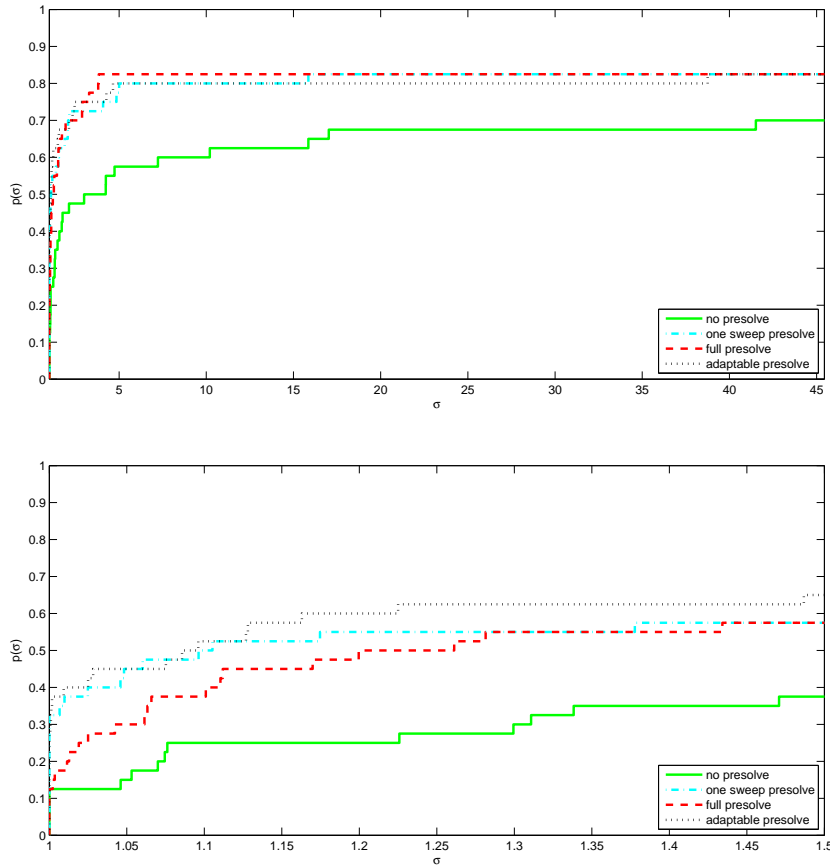 1
0.9
0.8
0.7
0.6
0.5
0.4
0.3
0.2
0.1
0
p(σ)
no presolve
one sweep presolve
full presolve
adaptable presolve
5 10 15 20 25 30 35 40 45
σ
1
0.9
0.8
0.7
0.6
0.5
0.4
0.3
0.2
0.1
0
p(σ)
no presolve
one sweep presolve
full presolve
adaptable presolve
1 1.05 1.1 1.15 1.2 1.25 1.3 1.35 1.4 1.45 1.5
σ